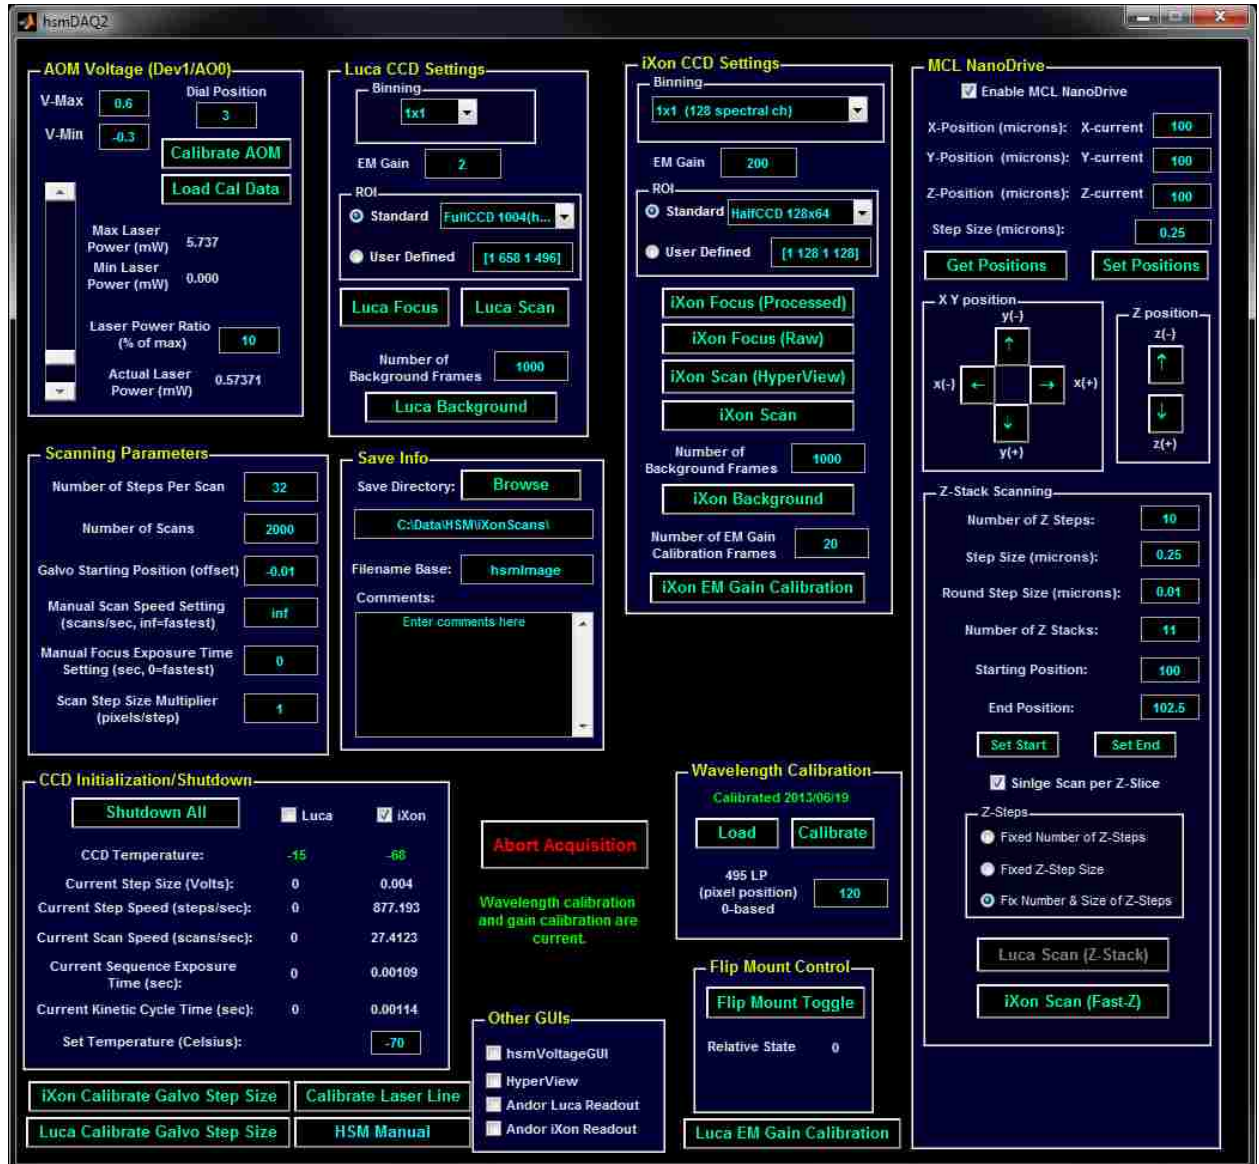 hsmDAQ2
AOM Voltage (Dev1/AO0)
V-Max 0.6
Dial Position
3
V-Min -0.3
Calibrate AOM
Load Cal Data
Max Laser
Power (mW) 5.737
Min Laser
Power (mW) 0.000
Laser Power Ratio
(% of max) 10
Actual Laser
Power (mW) 0.57371
Luca CCD Settings
Binning
1x1
EM Gain 2
ROI
Standard FullCCD 1004(h...
User Defined [1 658 1 496]
Luca Focus Luca Scan
Number of
Background Frames 1000
Luca Background
iXon CCD Settings
Binning
1x1 (128 spectral ch)
EM Gain 200
ROI
Standard HalfCCD 128x64
User Defined [1 128 1 128]
iXon Focus (Processed)
iXon Focus (Raw)
iXon Scan (HyperView)
iXon Scan
Number of
Background Frames 1000
iXon Background
Number of EM Gain
Calibration Frames 20
iXon EM Gain Calibration
MCL NanoDrive
Enable MCL NanoDrive
X-Position (microns): X-current 100
Y-Position (microns): Y-current 100
Z-Position (microns): Z-current 100
Step Size (microns): 0.25
Get Positions Set Positions
X Y position
y(-)
x(-) ← ↑ → x(+)
↓
y(+)
Z position
z(-)
↑
↓
z(+)
Z-Stack Scanning
Number of Z Steps: 10
Step Size (microns): 0.25
Round Step Size (microns): 0.01
Number of Z Stacks: 11
Starting Position: 100
End Position: 102.5
Set Start Set End
Sinlge Scan per Z-Slice
Z-Steps
Fixed Number of Z-Steps
Fixed Z-Step Size
Fix Number & Size of Z-Steps
Luca Scan (Z-Stack)
iXon Scan (Fast-Z)
Scanning Parameters
Number of Steps Per Scan 32
Number of Scans 2000
Galvo Starting Position (offset) -0.01
Manual Scan Speed Setting
(scans/sec, inf=fastest) inf
Manual Focus Exposure Time
Setting (sec, 0=fastest) 0
Scan Step Size Multiplier
(pixels/step) 1
Save Info
Save Directory: Browse
C:\Data\HSM\iXonScans\
Filename Base: hsmImage
Comments:
Enter comments here
CCD Initialization/Shutdown
Shutdown All Luca iXon
CCD Temperature: -15 -68
Current Step Size (Volts): 0 0.004
Current Step Speed (steps/sec): 0 877.193
Current Scan Speed (scans/sec): 0 27.4123
Current Sequence Exposure
Time (sec): 0 0.00109
Current Kinetic Cycle Time (sec): 0 0.00114
Set Temperature (Celsius): -70
iXon Calibrate Galvo Step Size Calibrate Laser Line
Luca Calibrate Galvo Step Size HSM Manual
Abort Acquisition
Wavelength calibration
and gain calibration are
current.
Other GUIs
hsmVoltageGUI
HyperView
Andor Luca Readout
Andor iXon Readout
Wavelength Calibration
Calibrated 2013/06/19
Load Calibrate
495 LP
(pixel position) 120
0-based
Flip Mount Control
Flip Mount Toggle
Relative State 0
Luca EM Gain Calibration